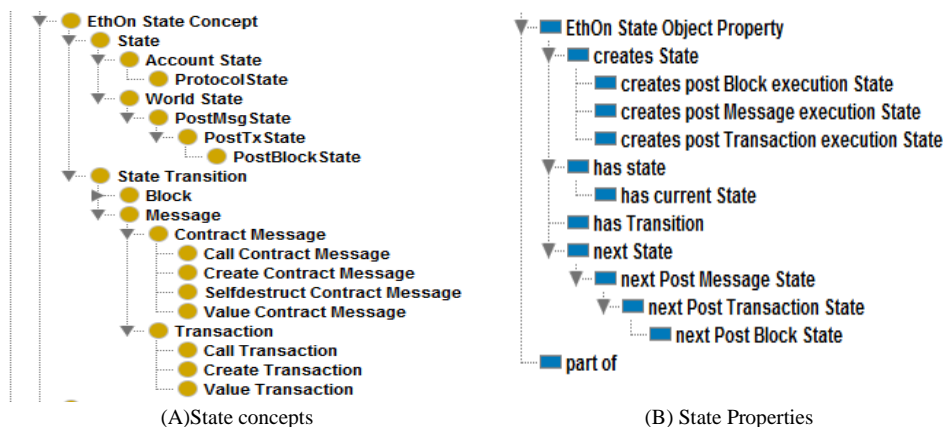 EthOn State Concept
State
Account State
ProtocolState
World State
PostMsgState
PostTxState
PostBlockState
State Transition
Block
Message
Contract Message
Call Contract Message
Create Contract Message
Selfdestruct Contract Message
Value Contract Message
Transaction
Call Transaction
Create Transaction
Value Transaction
(A)State concepts
EthOn State Object Property
creates State
creates post Block execution State
creates post Message execution State
creates post Transaction execution State
has state
has current State
has Transition
next State
next Post Message State
next Post Transaction State
next Post Block State
part of
(B) State Properties